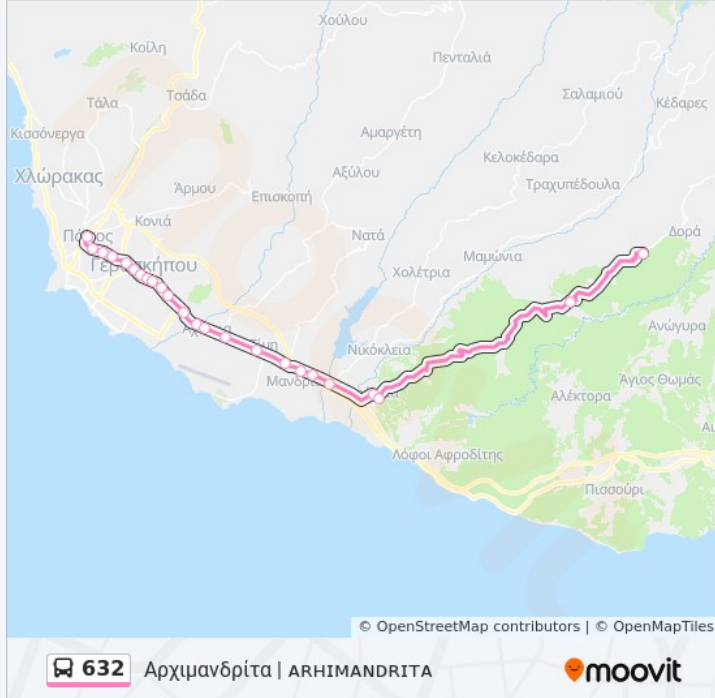 Χούλου
Κοίλη
Πενταλιά
Τσάδα
Τάλα
Σαλαμιού
Κέδαρες
Κισσόνεργα
Αμαργέτη
Κελοκέδαρα
Χλώρακας
Αξύλου
Τραχυπέδουλα
Άρμου
Επισκοπή
Κονιά
Νατά
Δορά
Μαμώνια
Χολέτρια
Ανώγυρα
Νικόκλεια
Άγιος Θωμάς
Αλέκτορα
Λόφοι Αφροδίτης
Πισσούρι
© OpenStreetMap contributors | © OpenMapTiles
632 Αρχιμανδρίτα | ARHIMANDRITA
moovit